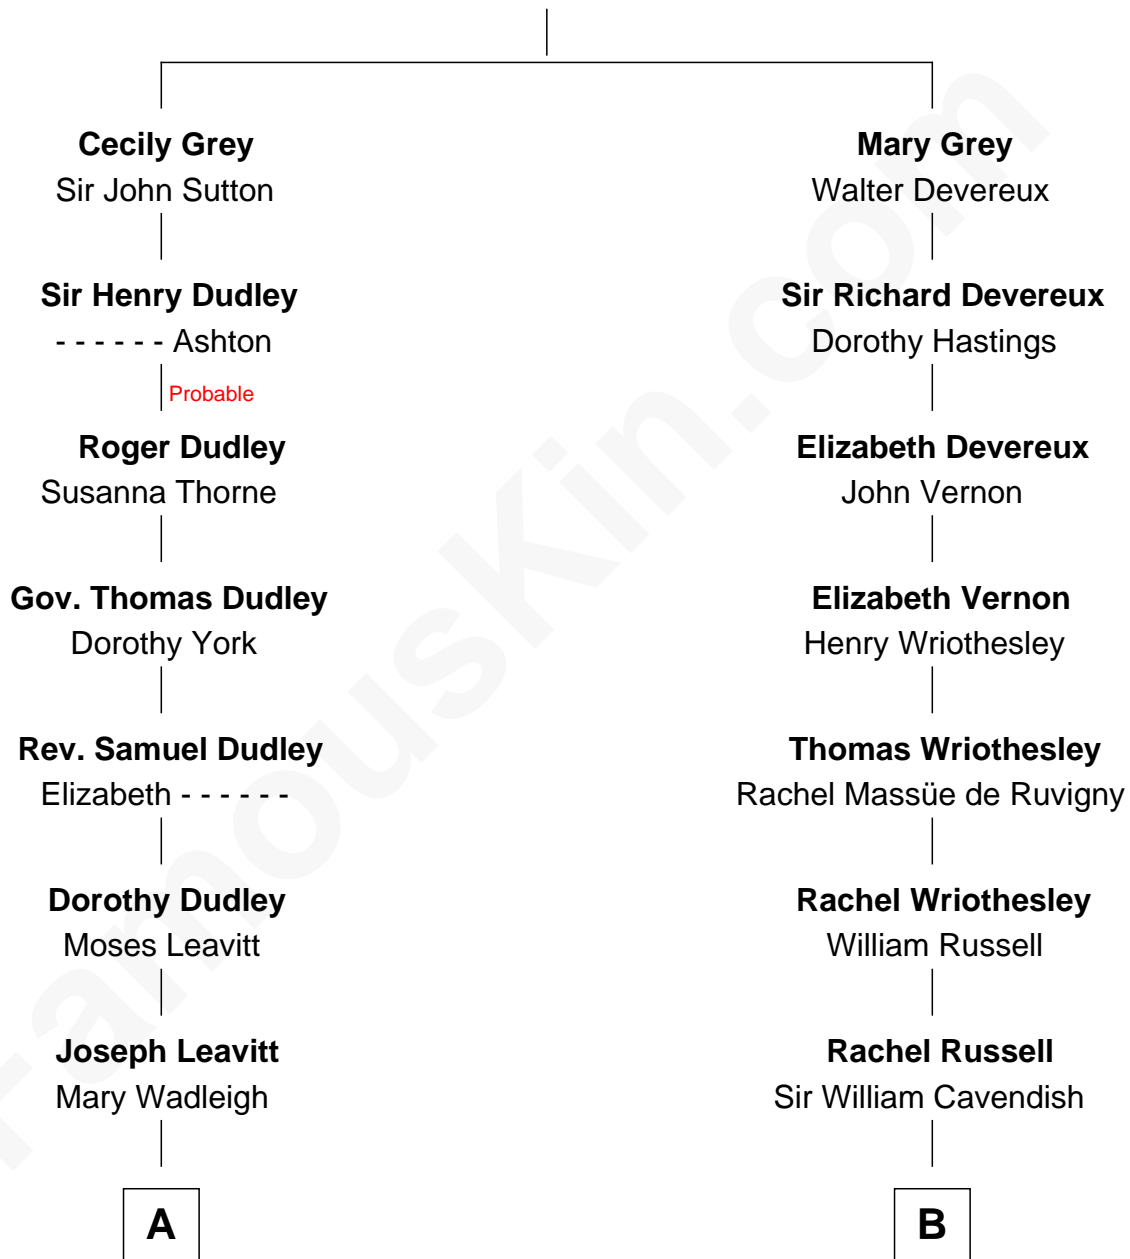 Cecily Grey
Sir John Sutton
Sir Henry Dudley
- - - - - - Ashton
Probable
Roger Dudley
Susanna Thorne
Gov. Thomas Dudley
Dorothy York
Rev. Samuel Dudley
Elizabeth - - - - - -
Dorothy Dudley
Moses Leavitt
Joseph Leavitt
Mary Wadleigh
A
Mary Grey
Walter Devereux
Sir Richard Devereux
Dorothy Hastings
Elizabeth Devereux
John Vernon
Elizabeth Vernon
Henry Wriothesley
Thomas Wriothesley
Rachel Massüe de Ruvigny
Rachel Wriothesley
William Russell
Rachel Russell
Sir William Cavendish
B
FamousKin.com